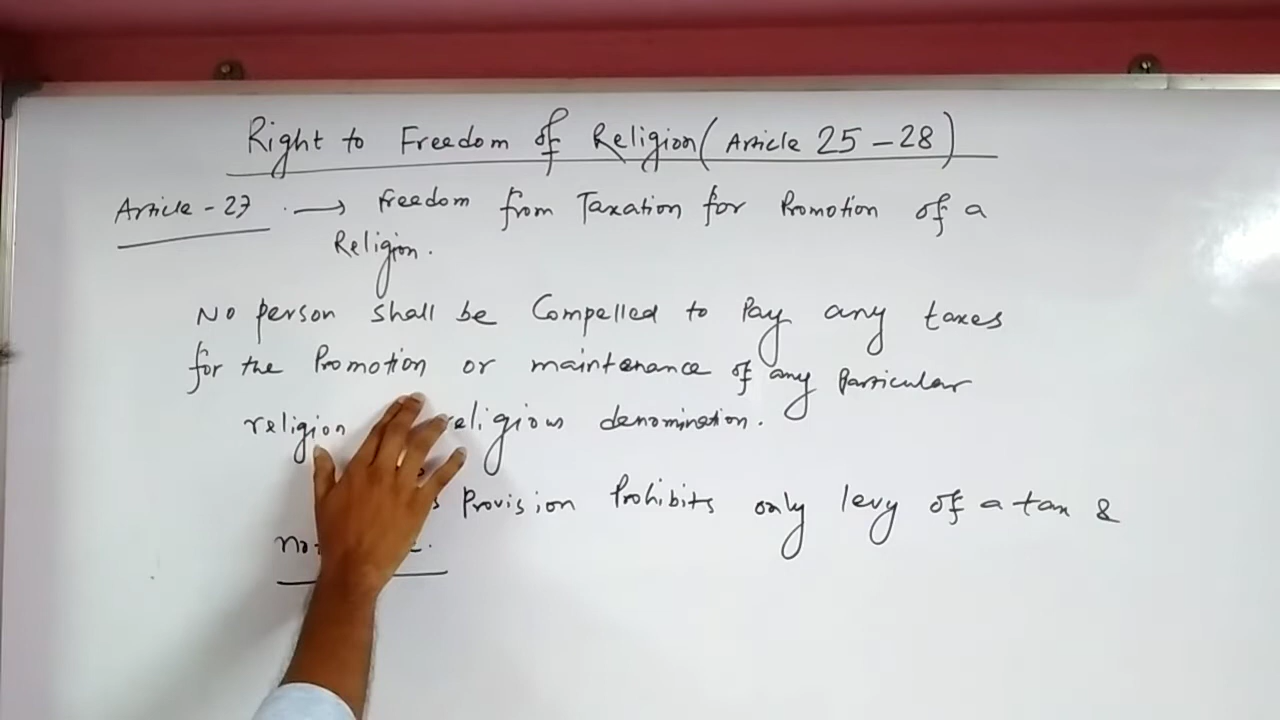 Right to Freedom of Religion (Article 25-28)
Article-27 → Freedom from Taxation for Promotion of a
Religion.
No person shall be Compelled to Pay any taxes
for the Promotion or maintenance of any Particular
religion religious denomination.
Provision Prohibits only levy of a tax &